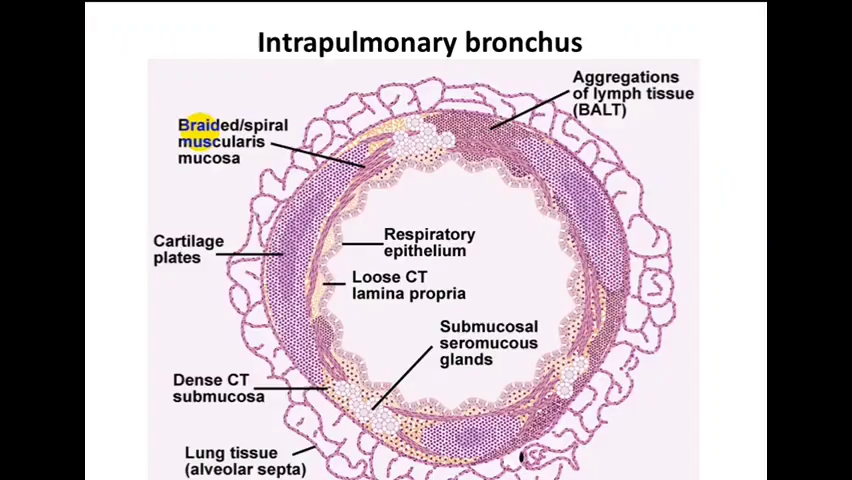 Intrapulmonary bronchus
Aggregations
of lymph tissue
(BALT)
Braided/spiral
muscularis
mucosa
Cartilage
plates
Respiratory
epithelium
Loose CT
lamina propria
Submucosal
seromucous
glands
Dense CT
submucosa
Lung tissue
(alveolar septa)